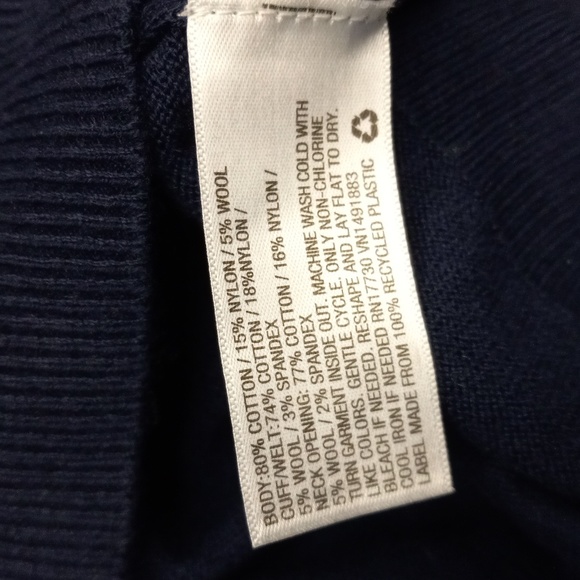 BODY:80% COTTON / 15% NYLON / 5% WOOL
CUFF/WELT:74% COTTON / 18%NYLON /
5% WOOL / 3% SPANDEX
NECK OPENING: 77% COTTON / 16% NYLON /
5% WOOL / 2% SPANDEX
TURN GARMENT INSIDE OUT. MACHINE WASH COLD WITH
LIKE COLORS. GENTLE CYCLE. ONLY NON-CHLORINE
BLEACH IF NEEDED. RESHAPE AND LAY FLAT TO DRY.
COOL IRON IF NEEDED RN17730 VN1491883
LABEL MADE FROM 100% RECYCLED PLASTIC